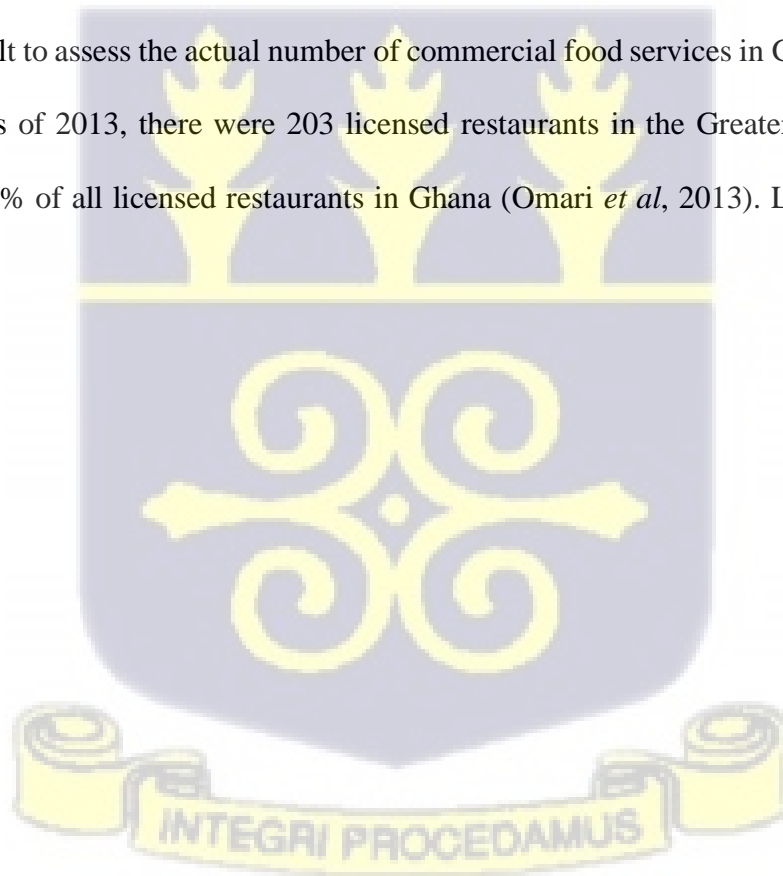 lt to assess the actual number of commercial food services in G
s of 2013, there were 203 licensed restaurants in the Greater
% of all licensed restaurants in Ghana (Omari et al, 2013). L
INTEGRI PROCEDAMUS